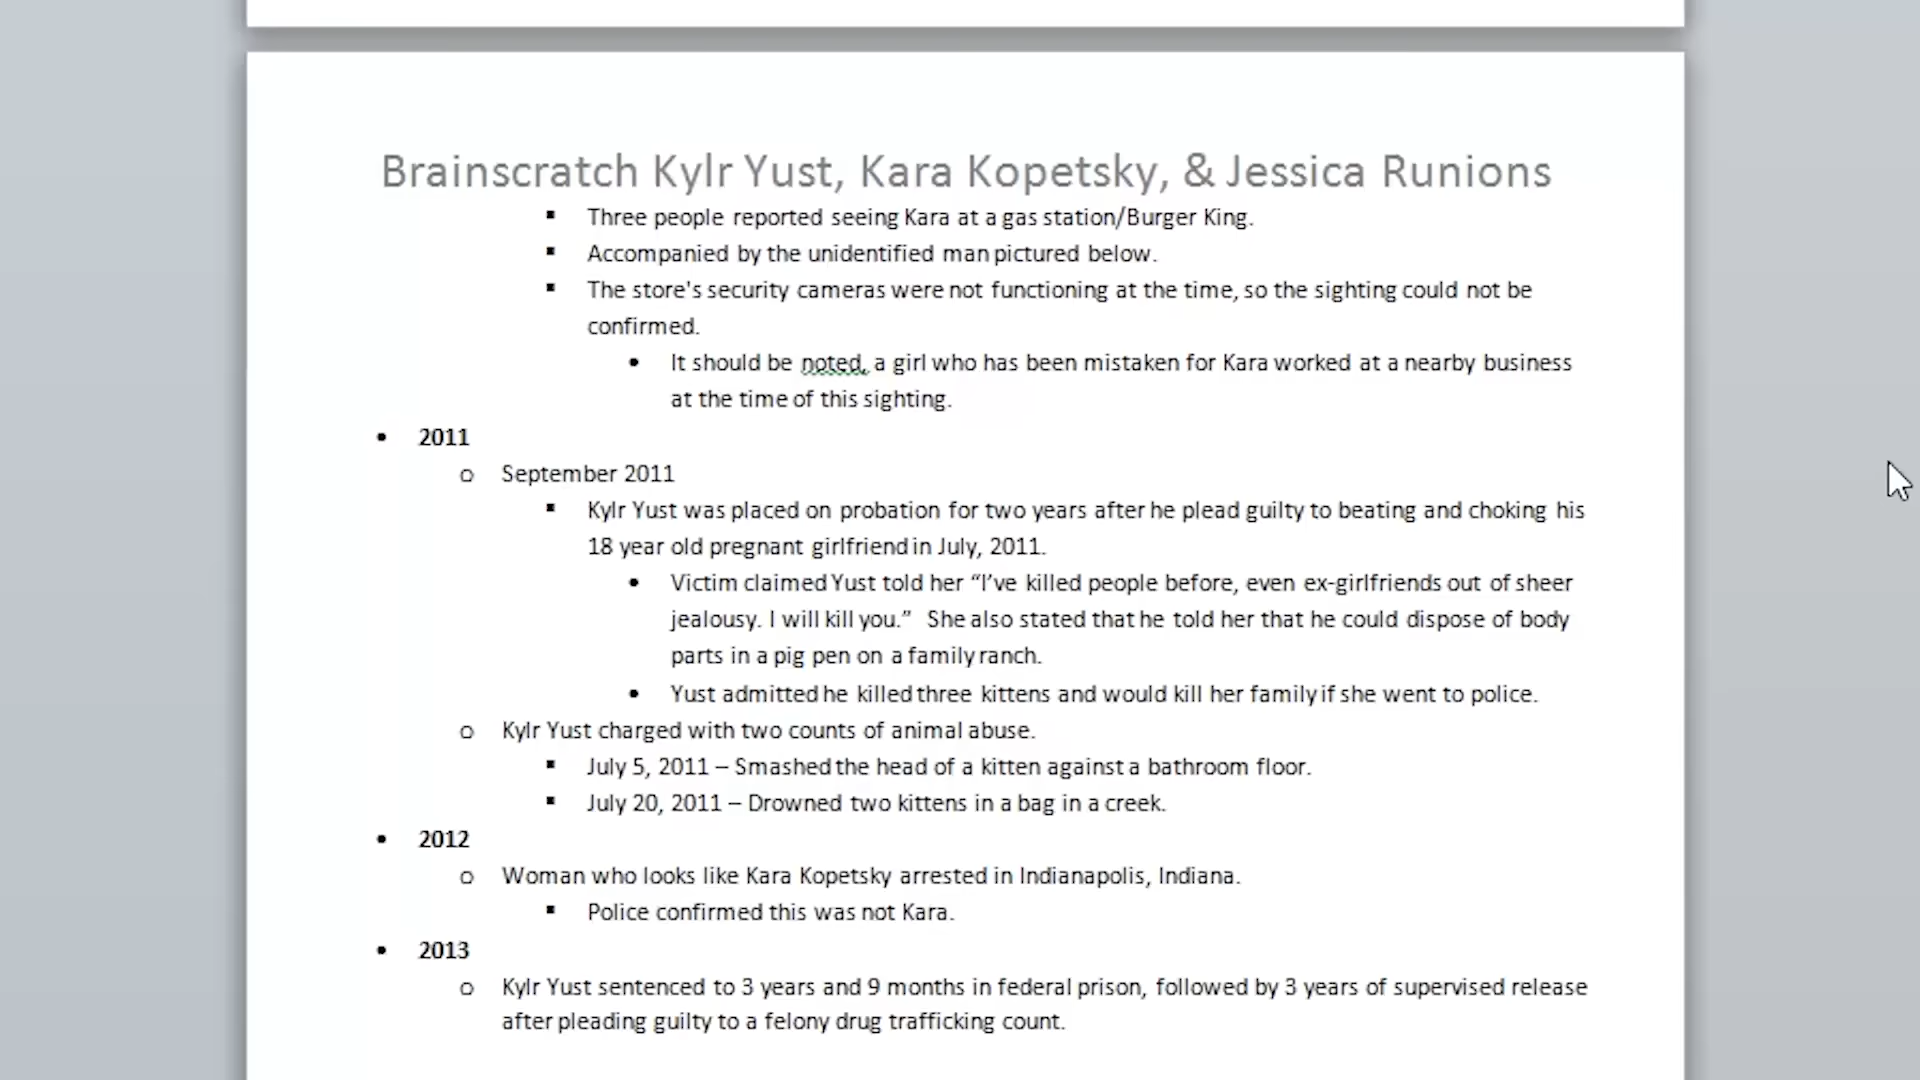 Brainscratch Kylr Yust, Kara Kopetsky, & Jessica Runions
▪ Three people reported seeing Kara at a gas station/Burger King.
▪ Accompanied by the unidentified man pictured below.
▪ The store's security cameras were not functioning at the time, so the sighting could not be
confirmed.
• It should be noted, a girl who has been mistaken for Kara worked at a nearby business
at the time of this sighting.
• 2011
o September 2011
▪ Kylr Yust was placed on probation for two years after he plead guilty to beating and choking his
18 year old pregnant girlfriend in July, 2011.
• Victim claimed Yust told her “I’ve killed people before, even ex-girlfriends out of sheer
jealousy. I will kill you.” She also stated that he told her that he could dispose of body
parts in a pig pen on a family ranch.
• Yust admitted he killed three kittens and would kill her family if she went to police.
o Kylr Yust charged with two counts of animal abuse.
▪ July 5, 2011 – Smashed the head of a kitten against a bathroom floor.
▪ July 20, 2011 – Drowned two kittens in a bag in a creek.
• 2012
o Woman who looks like Kara Kopetsky arrested in Indianapolis, Indiana.
▪ Police confirmed this was not Kara.
• 2013
o Kylr Yust sentenced to 3 years and 9 months in federal prison, followed by 3 years of supervised release
after pleading guilty to a felony drug trafficking count.